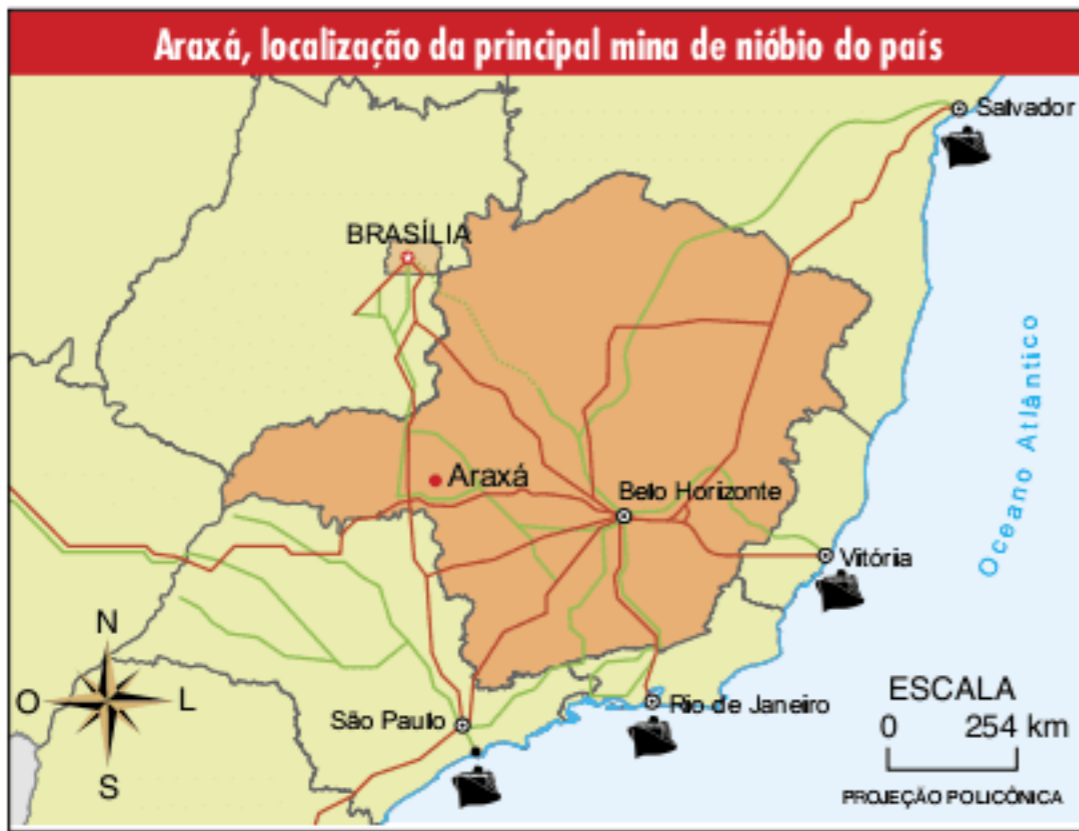 Araxá, localização da principal mina de nióbio do país
Salvador
BRASÍLIA
Oceano Atlântico
Araxá
Belo Horizonte
Vitória
N
O
L
S
São Paulo
Rio de Janeiro
ESCALA
0 254 km
PROJEÇÃO POLICÔNICA